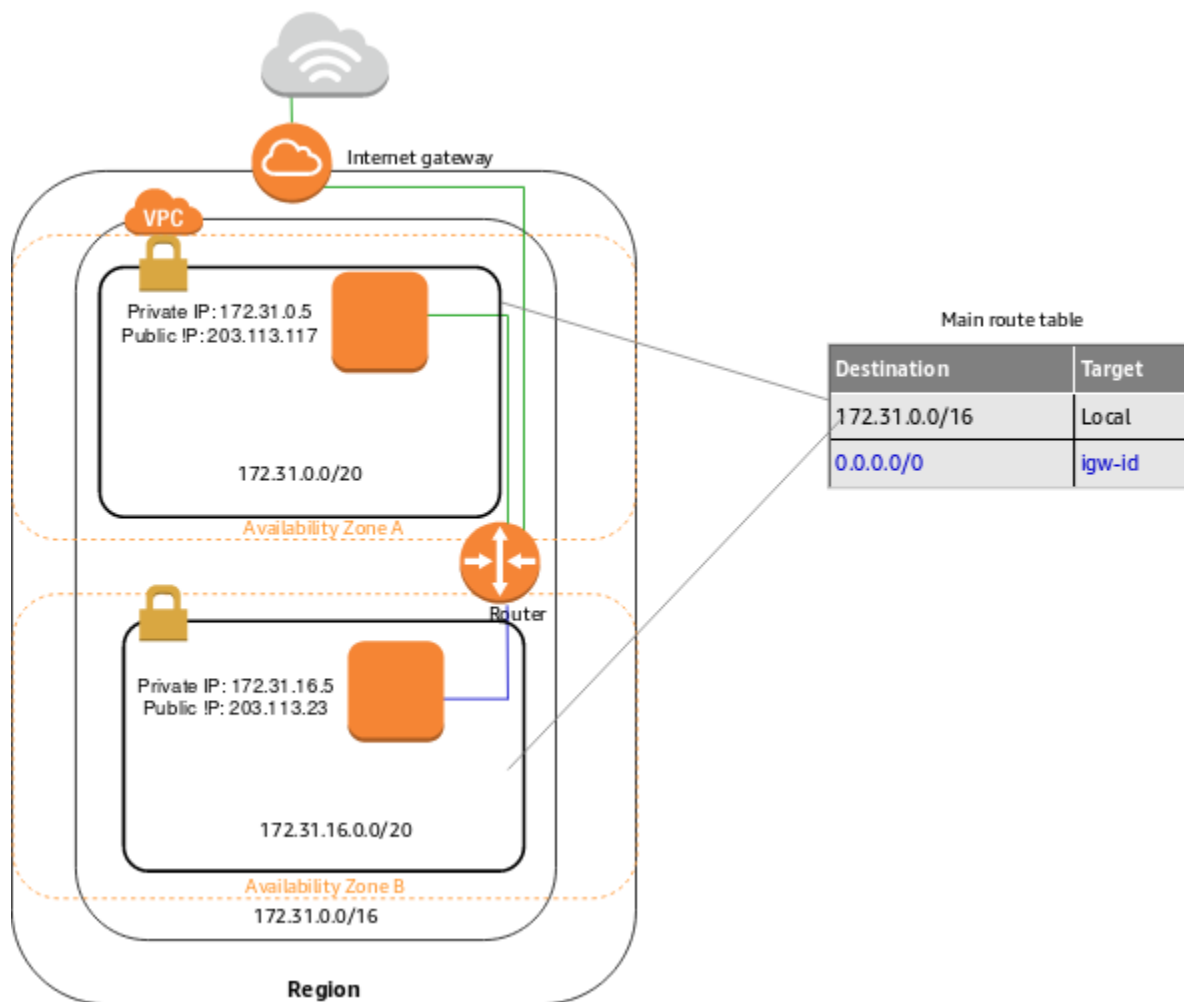 Internet gateway
VPC
Private IP: 172.31.0.5
Public !P: 203.113.117
172.31.0.0/20
Availability Zone A
Router
Private IP: 172.31.16.5
Public !P: 203.113.23
172.31.16.0.0/20
Availability Zone B
172.31.0.0/16
Region
Main route table
Destination Target
172.31.0.0/16 Local
0.0.0.0/0 igw-id